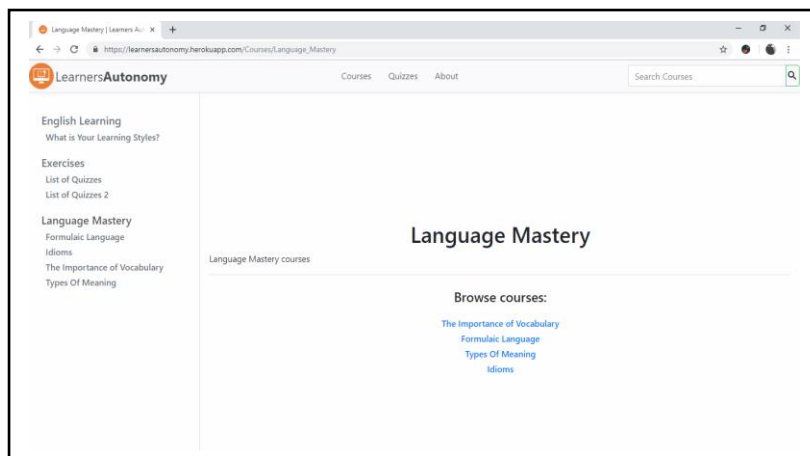 Language Mastery | Learners Au
https://learnersautonomy.herokuapp.com/Courses/Language_Mastery
LearnersAutonomy
Courses Quizzes About
Search Courses
English Learning
What is Your Learning Styles?
Exercises
List of Quizzes
List of Quizzes 2
Language Mastery
Formulaic Language
Idioms
The Importance of Vocabulary
Types Of Meaning
Language Mastery
Language Mastery courses
Browse courses:
The Importance of Vocabulary
Formulaic Language
Types Of Meaning
Idioms